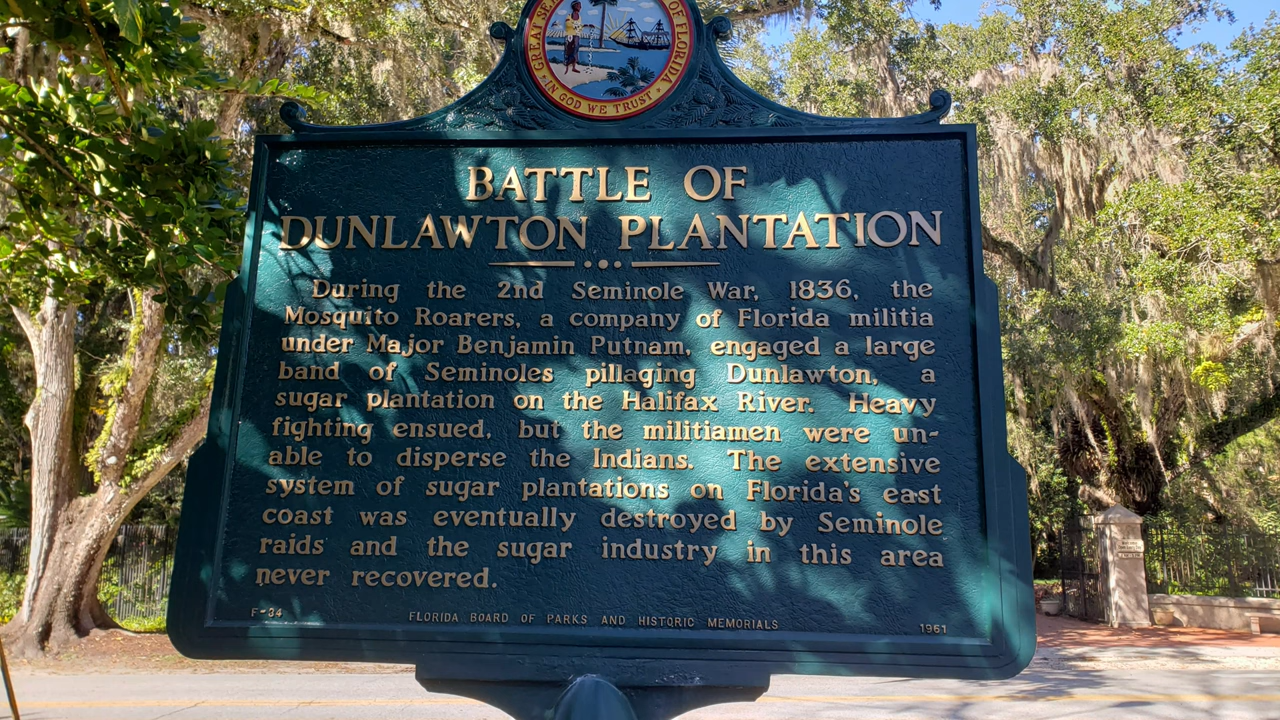 GREAT SE OF FLORIDA
IN GOD WE TRUST
BATTLE OF
DUNLAWTON PLANTATION
During the 2nd Seminole War, 1836, the
Mosquito Roarers, a company of Florida militia
under Major Benjamin Putnam, engaged a large
band of Seminoles pillaging Dunlawton, a
sugar plantation on the Halifax River. Heavy
fighting ensued, but the militiamen were un-
able to disperse the Indians. The extensive
system of sugar plantations on Florida's east
coast was eventually destroyed by Seminole
raids and the sugar industry in this area
never recovered.
F-34 FLORIDA BOARD OF PARKS AND HISTORIC MEMORIALS 1961